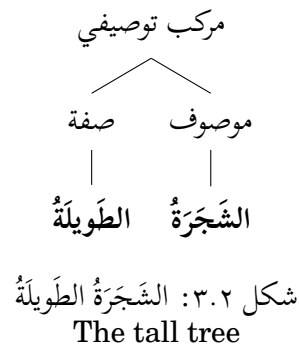 مركب توصيفي
موصوف صفة
الشَجَرَةُ الطَويلَةُ
شكل ٣.٢: الشَجَرَةُ الطَويلَةُ
The tall tree